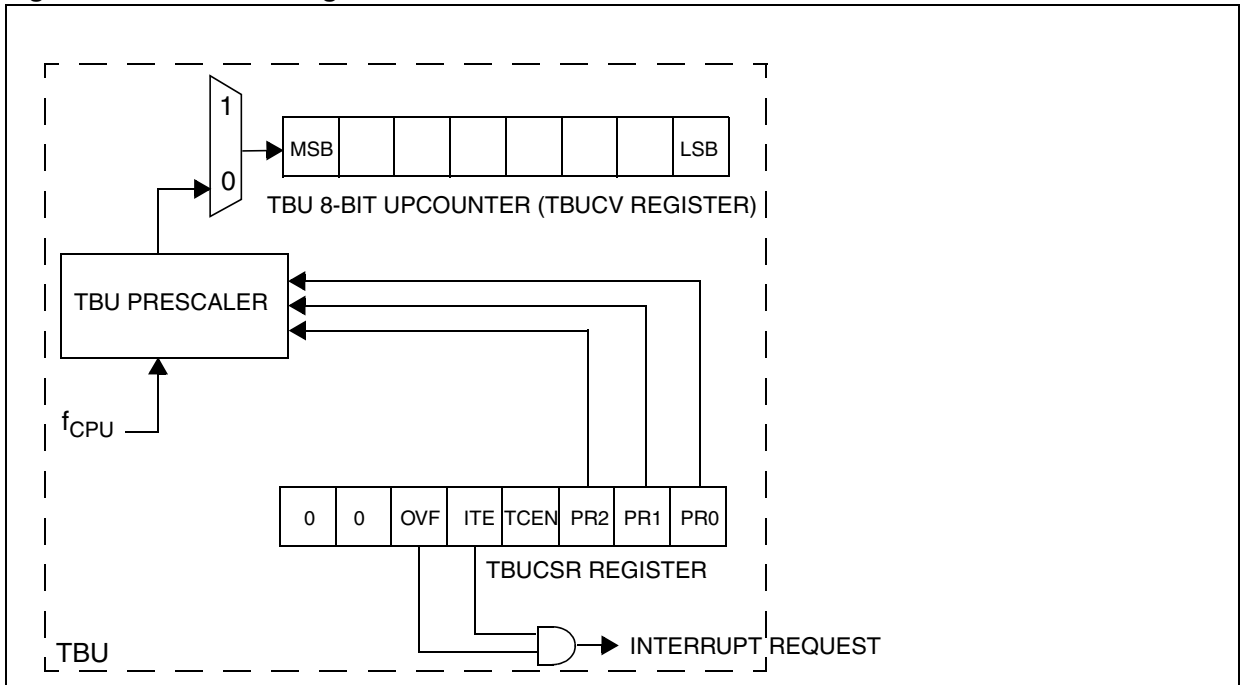 1
MSB LSB
0
TBU 8-BIT UPCOUNTER (TBUCV REGISTER)
TBU PRESCALER
fCPU
0 0 OVF ITE TCEN PR2 PR1 PR0
TBUCSR REGISTER
INTERRUPT REQUEST
TBU